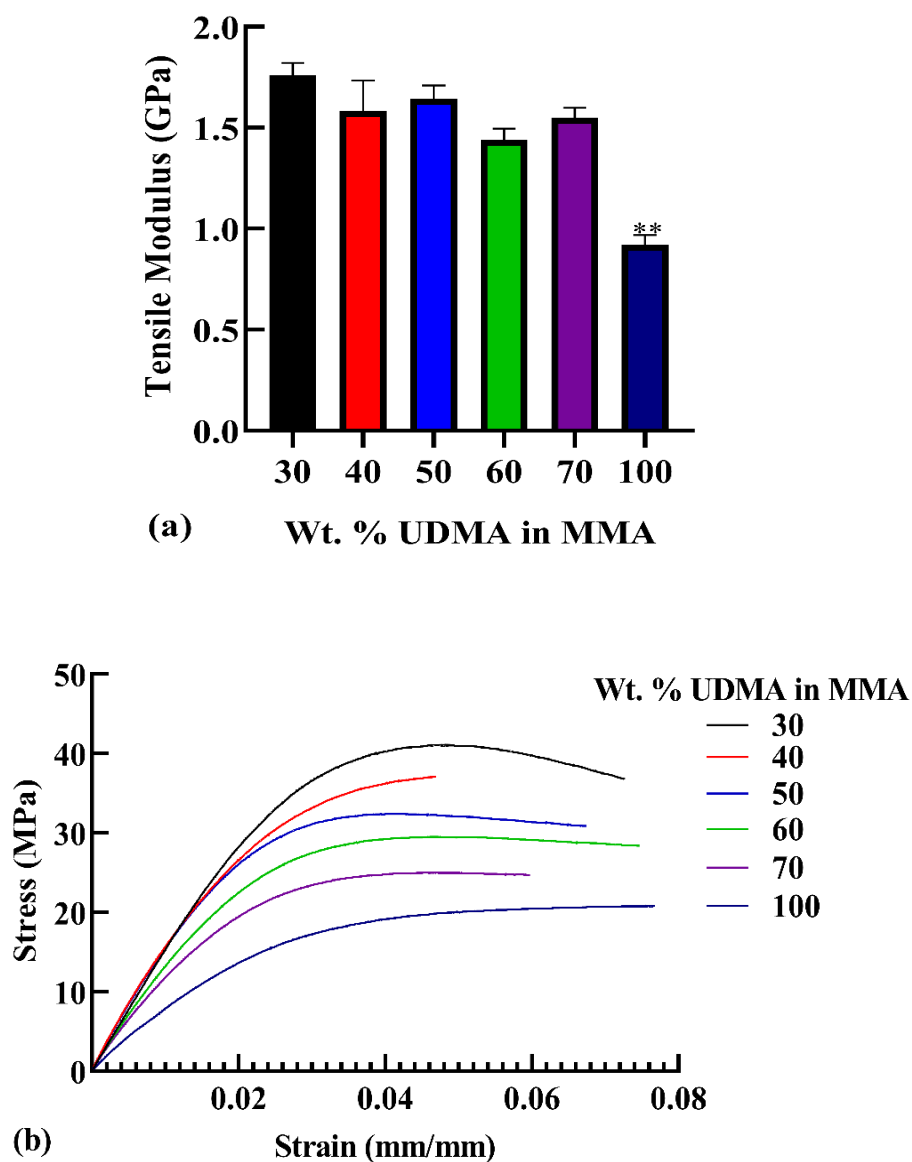 2.0
1.5
1.0
0.5
0.0
Tensile Modulus (GPa)
**
30 40 50 60 70 100
(a) Wt. % UDMA in MMA
50
40
30
20
10
0
Stress (MPa)
0.02 0.04 0.06 0.08
(b) Strain (mm/mm)
Wt. % UDMA in MMA
30
40
50
60
70
100